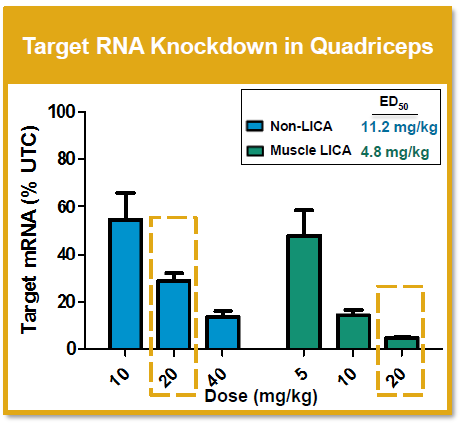 Target RNA Knockdown in Quadriceps
ED50
Non-LICA 11.2 mg/kg
Muscle LICA 4.8 mg/kg
Target mRNA (% UTC)
100
80
60
40
20
0
10 20 40 5 10 20
Dose (mg/kg)